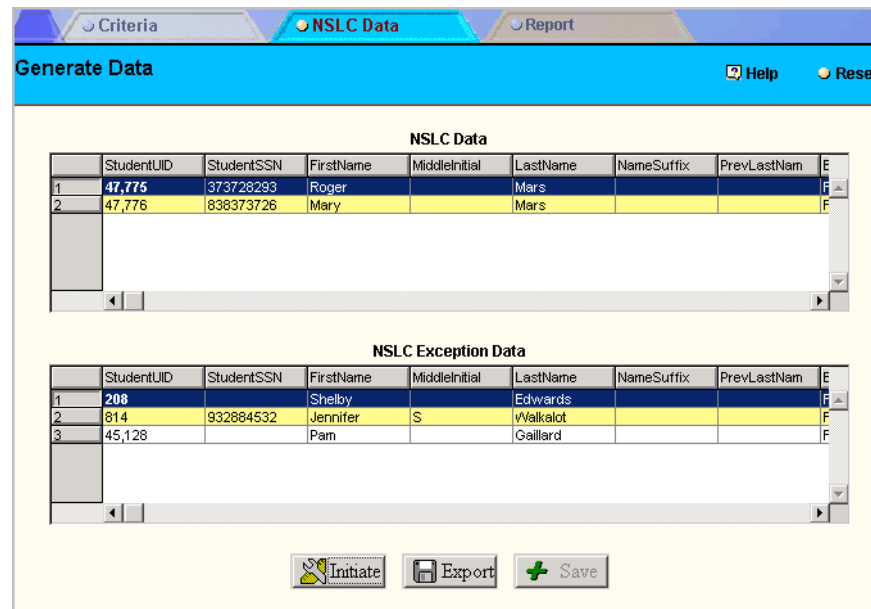 Criteria NSLC Data Report
Generate Data Help Rese
NSLC Data
StudentUID StudentSSN FirstName MiddleInitial LastName NameSuffix PrevLastNam E
1 47,775 373728293 Roger Mars F
2 47,776 838373726 Mary Mars F
NSLC Exception Data
StudentUID StudentSSN FirstName MiddleInitial LastName NameSuffix PrevLastNam E
1 208 Shelby Edwards F
2 814 932884532 Jennifer S Walkalot F
3 45,128 Pam Gaillard F
Initiate Export Save